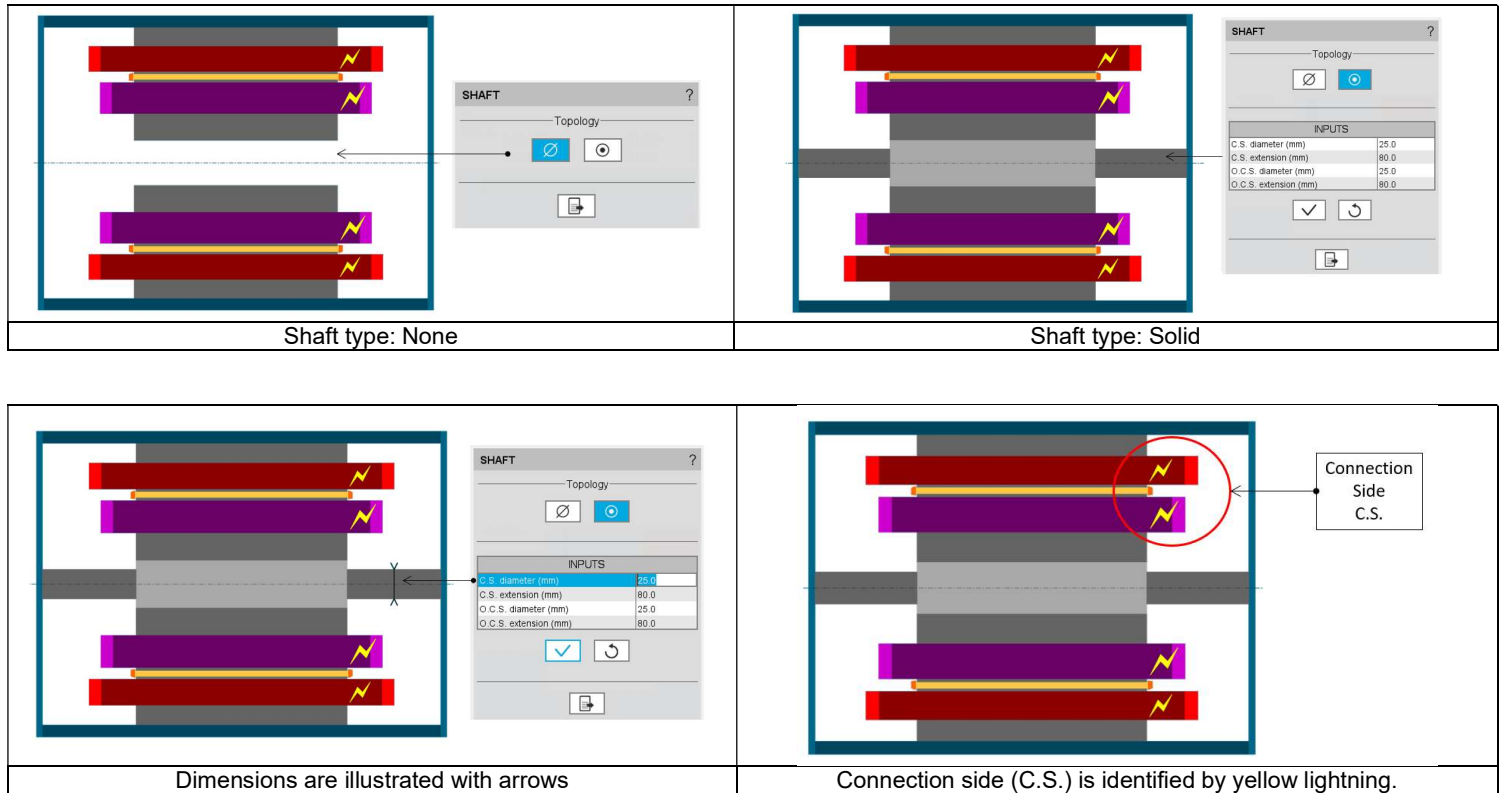 SHAFT ?
Topology
Shaft type: None
SHAFT ?
Topology
INPUTS
C.S. diameter (mm) 25.0
C.S. extension (mm) 80.0
O.C.S. diameter (mm) 25.0
O.C.S. extension (mm) 80.0
Shaft type: Solid
SHAFT ?
Topology
INPUTS
C.S. diameter (mm) 25.0
C.S. extension (mm) 80.0
O.C.S. diameter (mm) 25.0
O.C.S. extension (mm) 80.0
Dimensions are illustrated with arrows
Connection
Side
C.S.
Connection side (C.S.) is identified by yellow lightning.